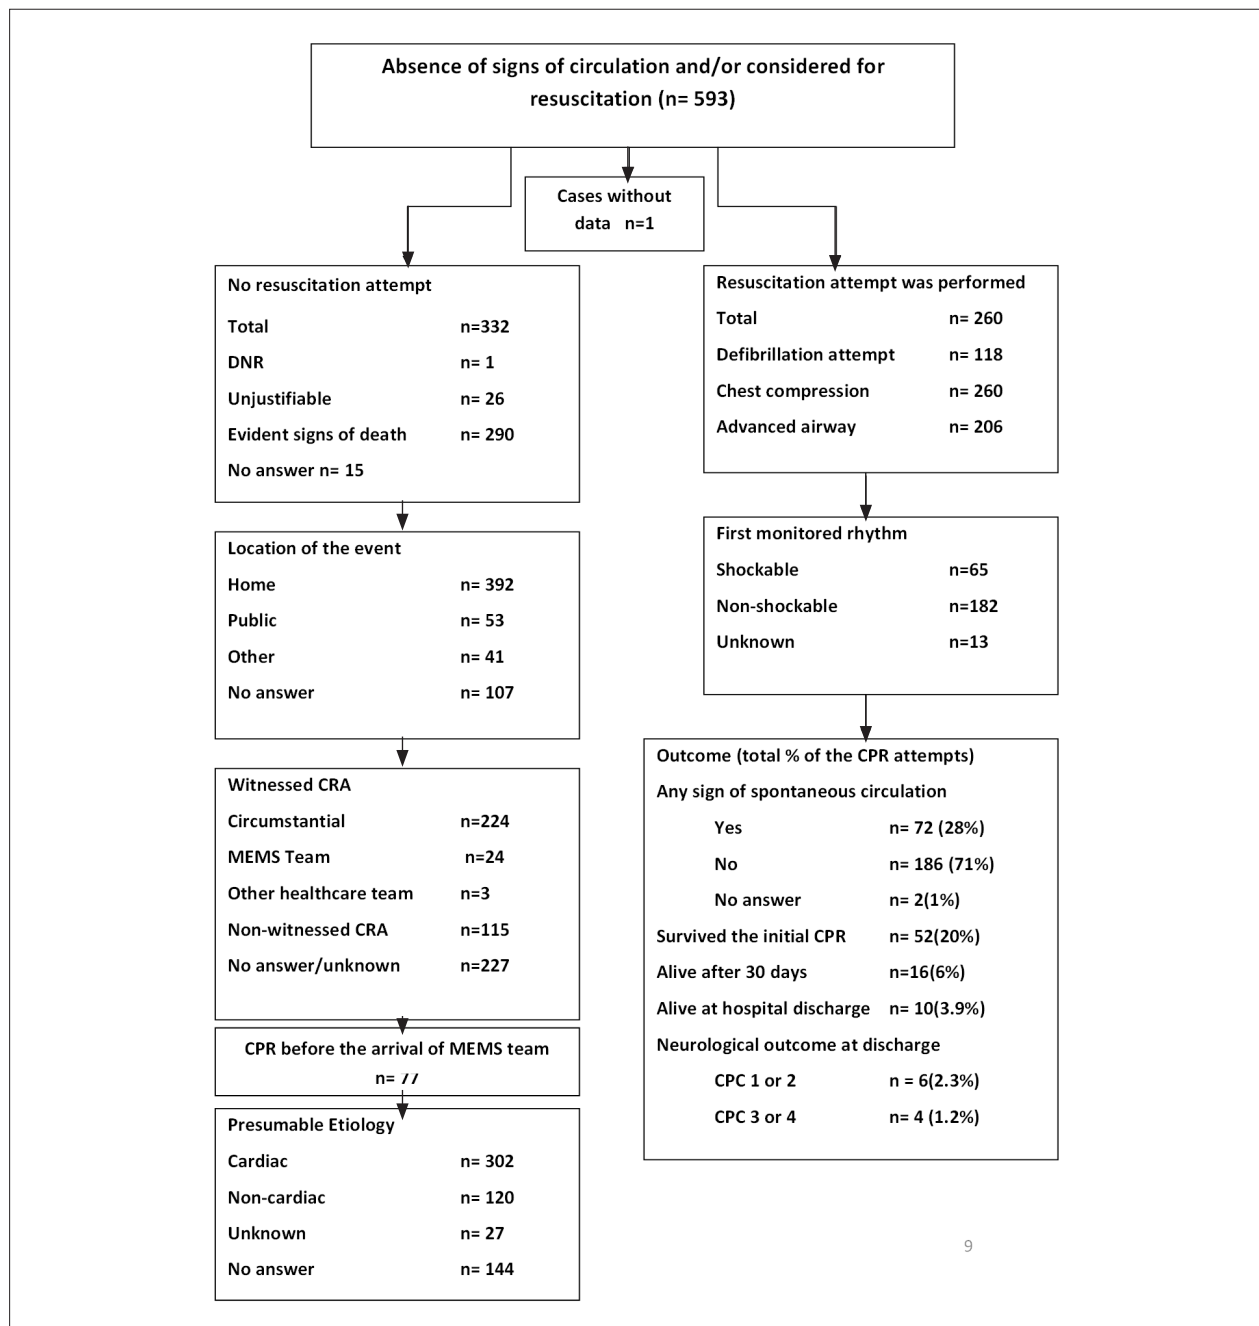 Absence of signs of circulation and/or considered for
resuscitation (n= 593)
Cases without
data n=1
No resuscitation attempt
Total n=332
DNR n= 1
Unjustifiable n= 26
Evident signs of death n= 290
No answer n= 15
Location of the event
Home n= 392
Public n= 53
Other n= 41
No answer n= 107
Witnessed CRA
Circumstantial n=224
MEMS Team n=24
Other healthcare team n=3
Non-witnessed CRA n=115
No answer/unknown n=227
CPR before the arrival of MEMS team
n= 77
Presumable Etiology
Cardiac n= 302
Non-cardiac n= 120
Unknown n= 27
No answer n= 144
Resuscitation attempt was performed
Total n= 260
Defibrillation attempt n= 118
Chest compression n= 260
Advanced airway n= 206
First monitored rhythm
Shockable n=65
Non-shockable n=182
Unknown n=13
Outcome (total % of the CPR attempts)
Any sign of spontaneous circulation
Yes n= 72 (28%)
No n= 186 (71%)
No answer n= 2(1%)
Survived the initial CPR n= 52(20%)
Alive after 30 days n=16(6%)
Alive at hospital discharge n= 10(3.9%)
Neurological outcome at discharge
CPC 1 or 2 n = 6(2.3%)
CPC 3 or 4 n= 4 (1.2%)
9